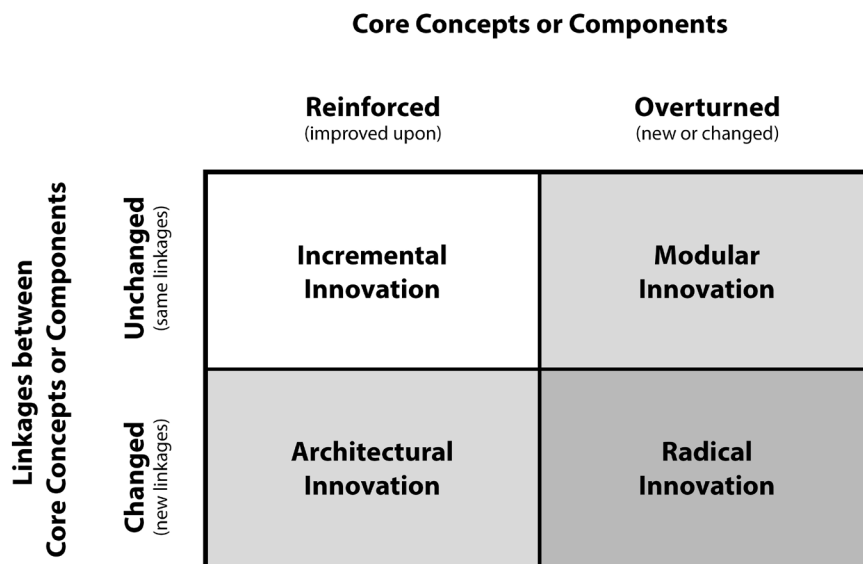 Core Concepts or Components
Reinforced
(improved upon)
Overturned
(new or changed)
Linkages between
Core Concepts or Components
Unchanged
(same linkages)
Incremental
Innovation
Modular
Innovation
Changed
(new linkages)
Architectural
Innovation
Radical
Innovation